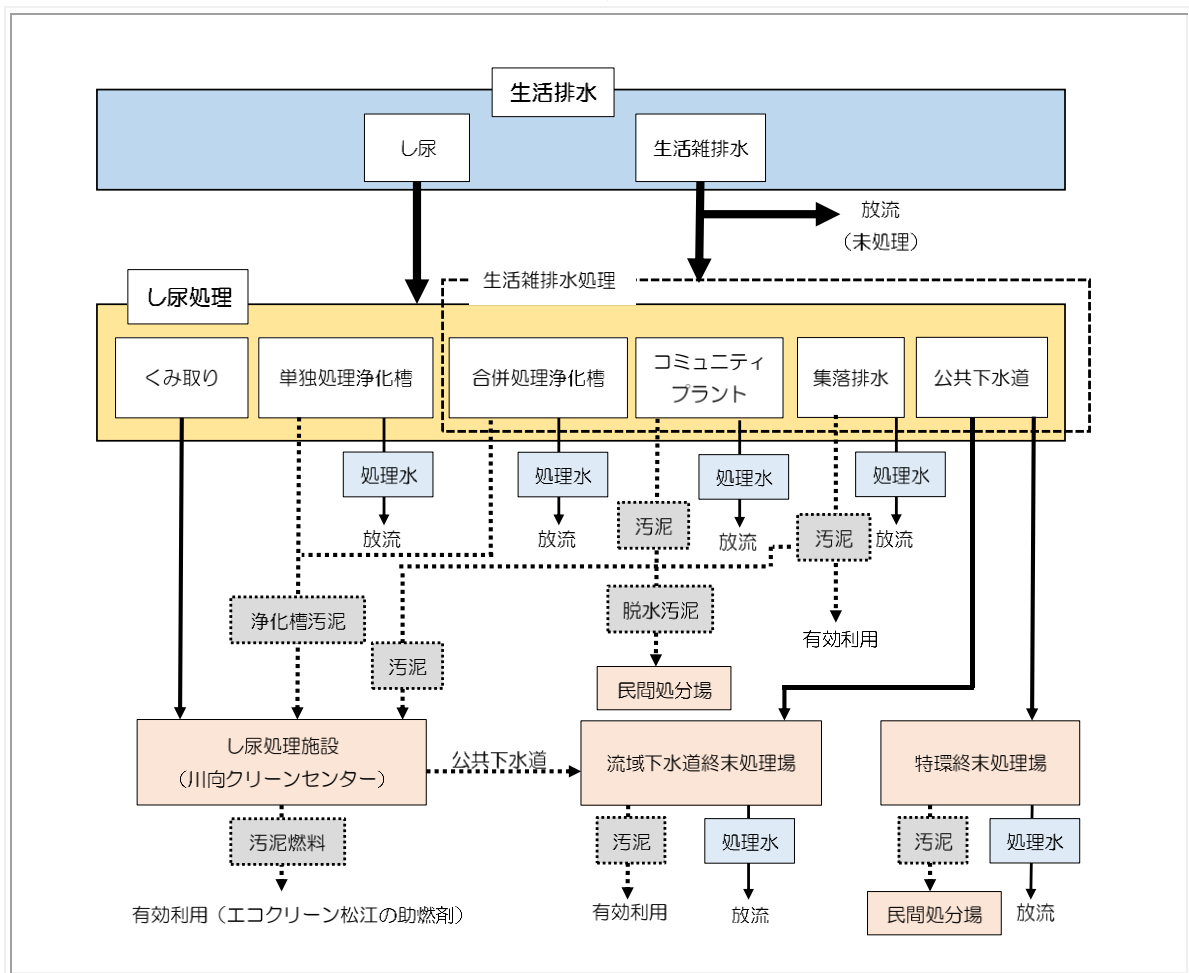 生活排水
し尿
生活雑排水
放流
（未処理）
生活雑排水処理
し尿処理
くみ取り
単独処理浄化槽
合併処理浄化槽
コミュニティ
プラント
集落排水
公共下水道
処理水
処理水
処理水
処理水
汚泥
汚泥
放流
放流
放流
放流
浄化槽汚泥
脱水汚泥
有効利用
汚泥
民間処分場
し尿処理施設
（川向クリーンセンター）
公共下水道
流域下水道終末処理場
特環終末処理場
汚泥燃料
汚泥
処理水
汚泥
処理水
有効利用（エコクリーン松江の助燃剤）
有効利用
放流
民間処分場
放流